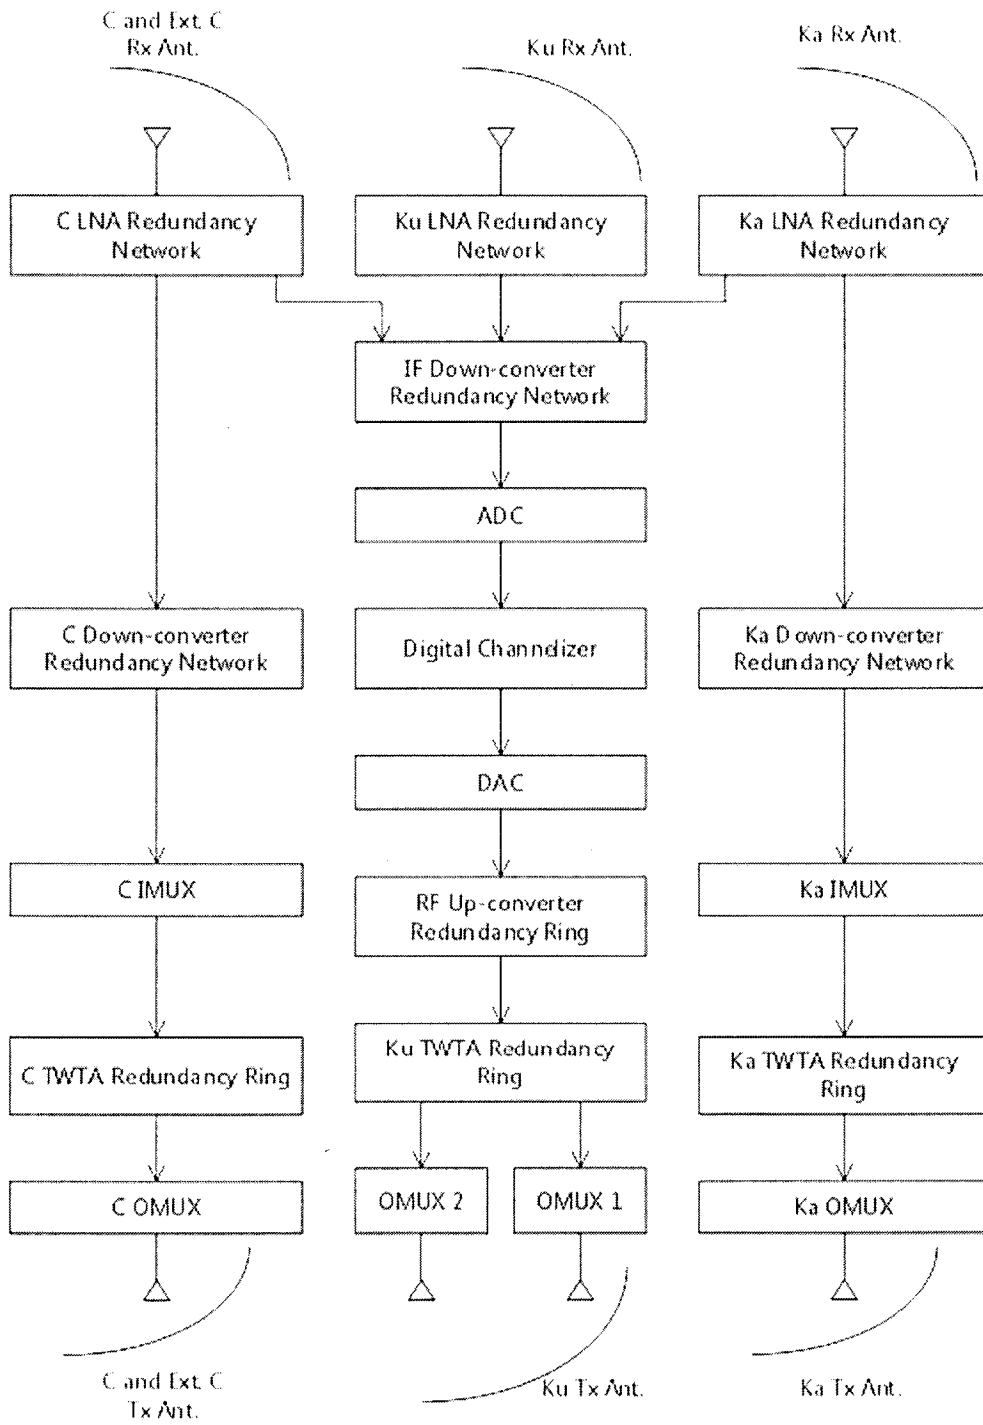 C and Ext. C
Rx Ant.
Ku Rx Ant.
Ka Rx Ant.
C LNA Redundancy
Network
Ku LNA Redundancy
Network
Ka LNA Redundancy
Network
IF Down-converter
Redundancy Network
ADC
C Down-converter
Redundancy Network
Digital Channelizer
Ka Down-converter
Redundancy Network
DAC
C IMUX
RF Up-converter
Redundancy Ring
Ka IMUX
C TWTA Redundancy Ring
Ku TWTA Redundancy
Ring
Ka TWTA Redundancy
Ring
C OMUX
OMUX 2
OMUX 1
Ka OMUX
C and Ext. C
Tx Ant.
Ku Tx Ant.
Ka Tx Ant.